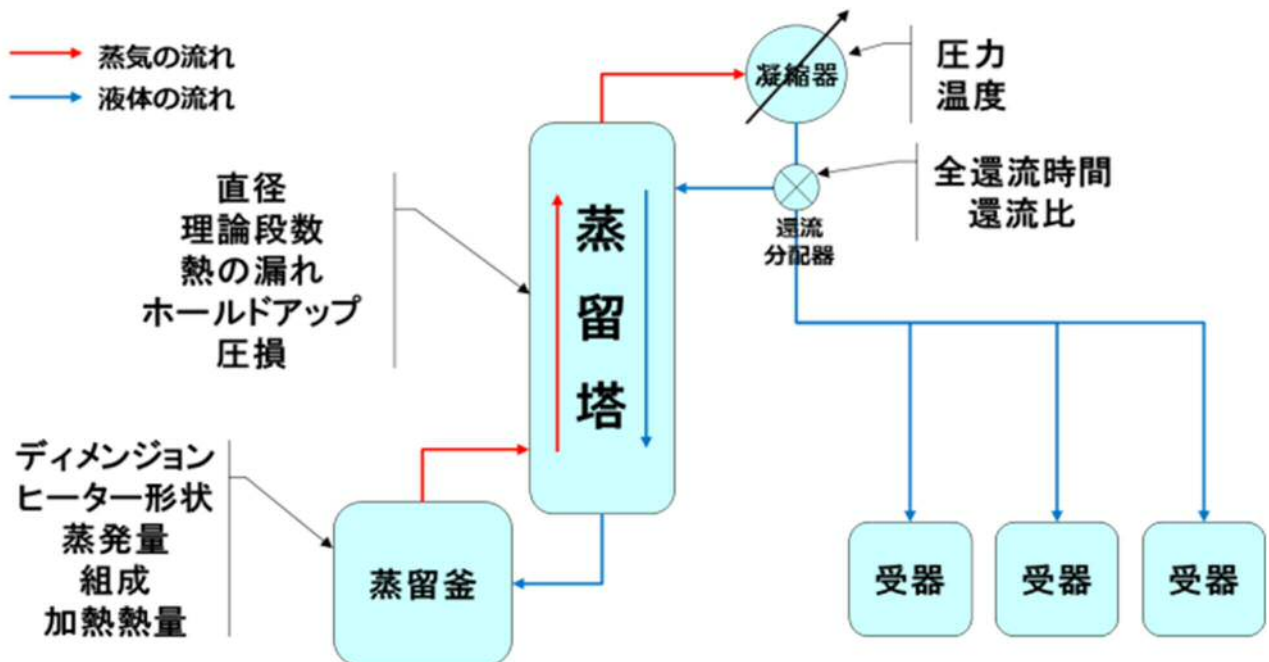 蒸気の流れ
液体の流れ
凝縮器
圧力
温度
全還流時間
還流比
還流
分配器
直径
理論段数
熱の漏れ
ホールドアップ
圧損
蒸
留
塔
ディメンジョン
ヒーター形状
蒸発量
組成
加熱熱量
蒸留釜
受器
受器
受器